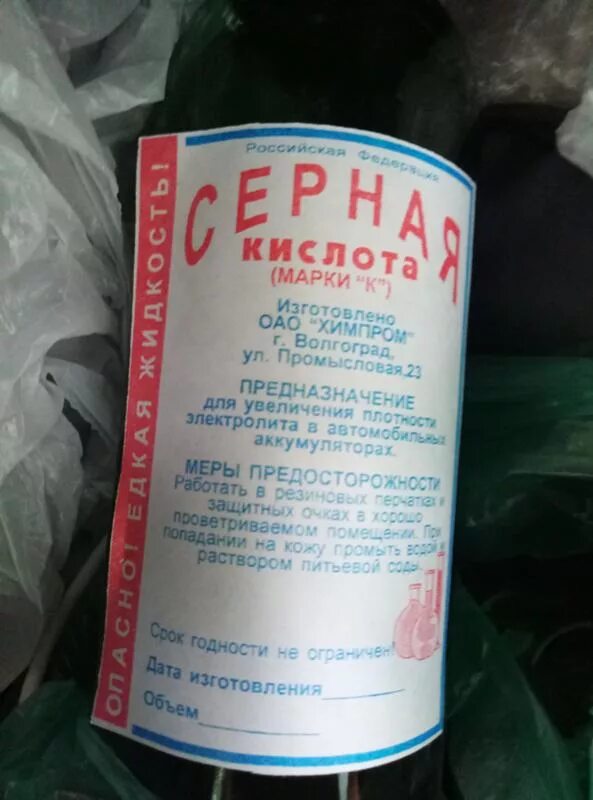 Российская Федерация
СЕРНАЯ
КИСЛОТА
(МАРКИ "К")
Изготовлено
ОАО "ХИМПРОМ"
г. Волгоград,
ул. Промысловая,23
ПРЕДНАЗНАЧЕНИЕ
для увеличения плотности
электролита в автомобильных
аккумуляторах.
МЕРЫ ПРЕДОСТОРОЖНОСТИ
Работать в резиновых перчатках и
защитных очках в хорошо
проветриваемом помещении. При
попадании на кожу промыть водой и
раствором питьевой соды.
Срок годности не ограничен!
Дата изготовления
Объем
ОПАСНО! ЕДКАЯ ЖИДКОСТЬ!